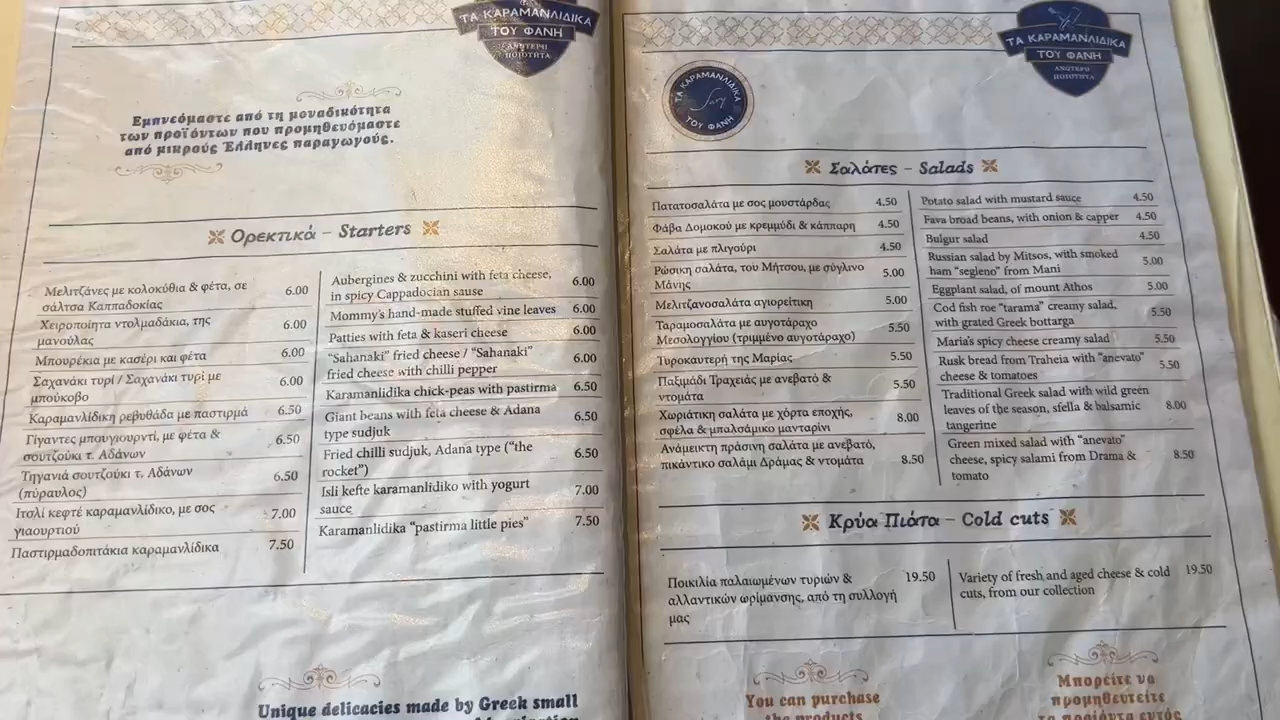 ΤΑ ΚΑΡΑΜΑΝΛΙΔΙΚΑ
ΤΟΥ ΦΑΝΗ
ΑΝΩΤΕΡΗ
ΠΟΙΟΤΗΤΑ
Εμπνεόμαστε από τη μοναδικότητα
των προϊόντων που προμηθευόμαστε
από μικρούς Έλληνες παραγωγούς.
Ορεκτικά - Starters
Μελιτζάνες με κολοκύθια & φέτα, σε 6.00
σάλτσα Καππαδοκίας
Χειροποίητα ντολμαδάκια, της 6.00
μανούλας
Μπουρέκια με κασέρι και φέτα 6.00
Σαχανάκι τυρί / Σαχανάκι τυρί με 6.00
μπούκοβο
Καραμανλίδικη ρεβυθάδα με παστιρμά 6.50
Γίγαντες μπουγιουρντί, με φέτα & 6.50
σουτζούκι τ. Αδάνων
Τηγανιά σουτζούκι τ. Αδάνων 6.50
(πύραυλος)
Ιτσλί κεφτέ καραμανλίδικο, με σος 7.00
γιαουρτιού
Παστιρμαδοπιτάκια καραμανλίδικα 7.50
Aubergines & zucchini with feta cheese, 6.00
in spicy Cappadocian sause
Mommy's hand-made stuffed vine leaves 6.00
Patties with feta & kaseri cheese 6.00
"Sahanaki" fried cheese / "Sahanaki" 6.00
fried cheese with chilli pepper
Karamanlidika chick-peas with pastirma 6.50
Giant beans with feta cheese & Adana 6.50
type sudjuk
Fried chilli sudjuk, Adana type ("the 6.50
rocket")
Isli kefte karamanlidiko with yogurt 7.00
sauce
Karamanlidika "pastirma little pies" 7.50
Unique delicacies made by Greek small
ΤΑ ΚΑΡΑΜΑΝΛΙΔΙΚΑ
ΤΟΥ ΦΑΝΗ
ΑΝΩΤΕΡΗ
ΠΟΙΟΤΗΤΑ
ΤΑ ΚΑΡΑΜΑΝΛΙΔΙΚΑ
Fary
ΤΟΥ ΦΑΝΗ
Σαλάτες - Salads
Πατατοσαλάτα με σος μουστάρδας 4.50
Φάβα Δομοκού με κρεμμύδι & κάππαρη 4.50
Σαλάτα με πλιγούρι 4.50
Ρώσικη σαλάτα, του Μήτσου, με σύγλινο 5.00
Μάνης
Μελιτζανοσαλάτα αγιορείτικη 5.00
Ταραμοσαλάτα με αυγοτάραχο 5.50
Μεσολογγίου (τριμμένο αυγοτάραχο)
Τυροκαυτερή της Μαρίας 5.50
Παξιμάδι Τραχειάς με ανεβατό & 5.50
ντομάτα
Χωριάτικη σαλάτα με χόρτα εποχής, 8.00
σφέλα & μπαλσάμικο μανταρίνι
Ανάμεικτη πράσινη σαλάτα με ανεβατό,
πικάντικο σαλάμι Δράμας & ντομάτα 8.50
Potato salad with mustard sauce 4.50
Fava broad beans, with onion & capper 4.50
Bulgur salad 4.50
Russian salad by Mitsos, with smoked 5.00
ham "segleno" from Mani
Eggplant salad, of mount Athos 5.00
Cod fish roe "tarama" creamy salad, 5.50
with grated Greek bottarga
Maria's spicy cheese creamy salad 5.50
Rusk bread from Traheia with "anevato" 5.50
cheese & tomatoes
Traditional Greek salad with wild green
leaves of the season, sfella & balsamic 8.00
tangerine
Green mixed salad with "anevato"
cheese, spicy salami from Drama & 8.50
tomato
Κρύα Πιάτα - Cold cuts
Ποικιλία παλαιωμένων τυριών & 19.50
αλλαντικών ωρίμανσης, από τη συλλογή
μας
Variety of fresh and aged cheese & cold 19.50
cuts, from our collection
You can purchase
the products
Μπορείτε να
προμηθευτείτε
τα προϊόντα εντός